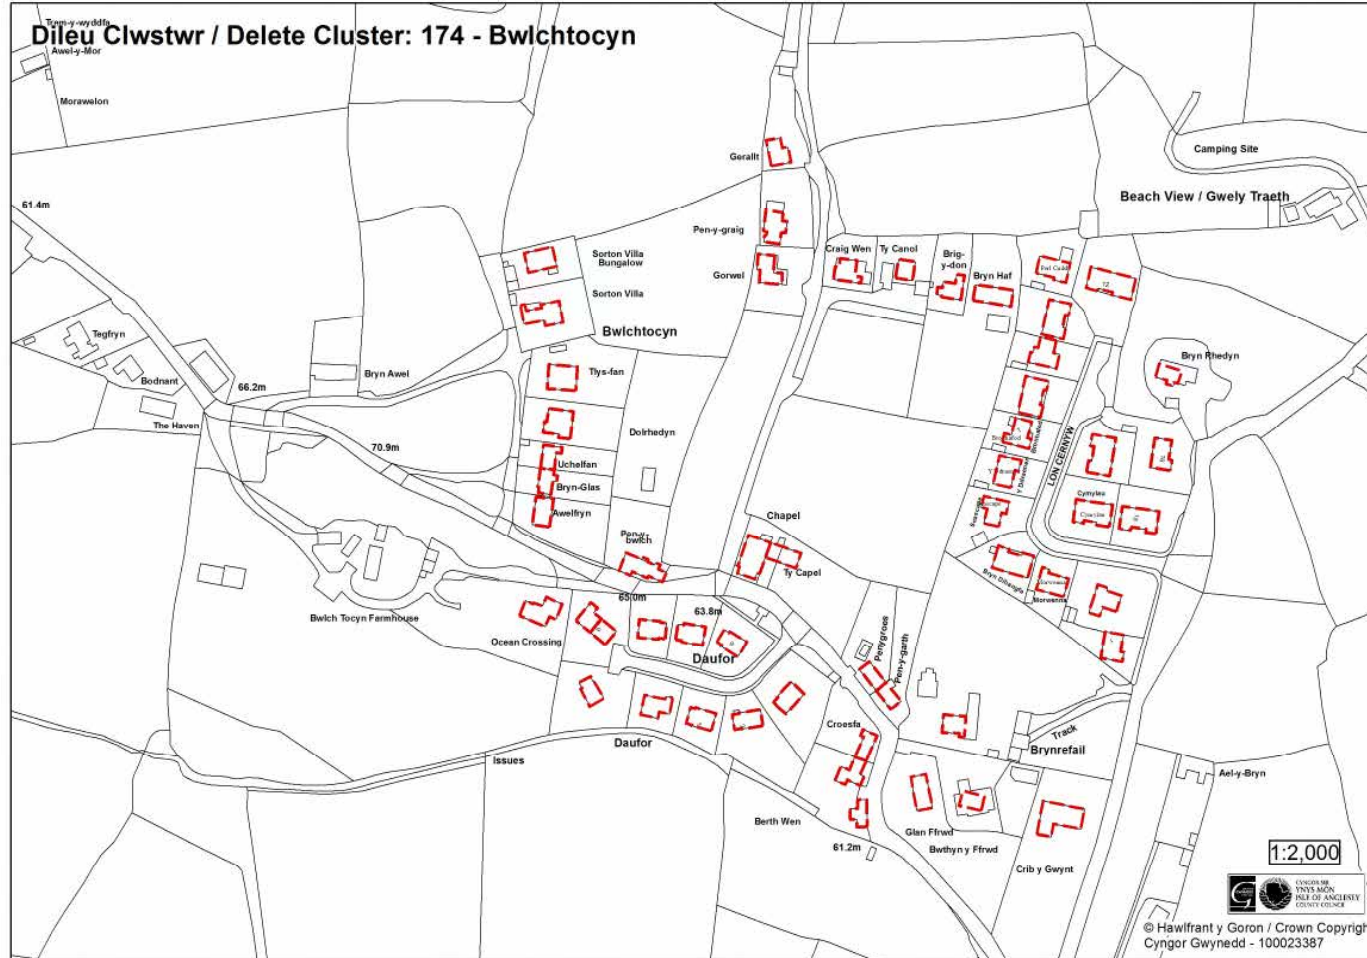 Dileu Clwstwr / Delete Cluster: 174 - Bwlchtocyn
Awel-y-Mor
Morawelon
Gerallt
Camping Site
Beach View / Gwely Traeth
61.4m
Pen-y-graig
Sorton Villa
Bungalow
Gorwel
Craig Wen
Ty Canol
Brig-
y-don
Bryn Haf
12
Sorton Villa
Bwlchtocyn
Tegfryn
Bodnant
66.2m
Bryn Awel
Tlys-fan
Bryn Rhedyn
The Haven
Dolrhedyn
70.9m
Uchelfan
Bryn-Glas
Awelfryn
LON CERNYW
Chapel
Pen-y-
bwlch
Ty Capel
Morwenna
65.0m
63.8m
Bwlch Tocyn Farmhouse
Ocean Crossing
Daufor
Penygroes
Pen-y-garth
Croesfa
Track
Brynrefail
Daufor
Issues
Ael-y-Bryn
Berth Wen
Glan Ffrwd
Bwthyn y Ffrwd
61.2m
Crib y Gwynt
1:2,000
CYNGOR SIR
YNYS MÔN
ISLE OF ANGLESEY
COUNTY COUNCIL
© Hawlfrant y Goron / Crown Copyrigh
Cyngor Gwynedd - 100023387